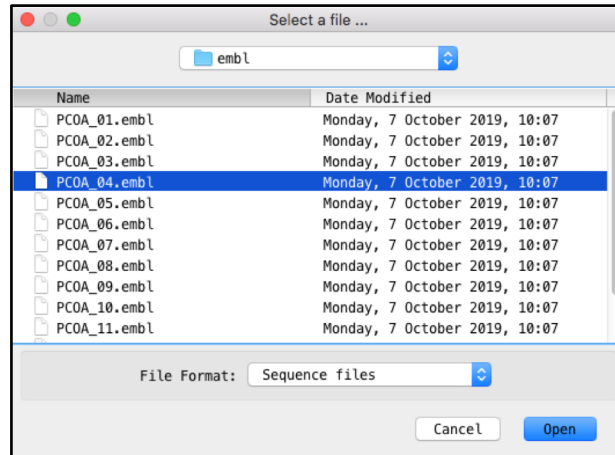 Select a file ...
embl
Name Date Modified
PCOA_01.embl Monday, 7 October 2019, 10:07
PCOA_02.embl Monday, 7 October 2019, 10:07
PCOA_03.embl Monday, 7 October 2019, 10:07
PCOA_04.embl Monday, 7 October 2019, 10:07
PCOA_05.embl Monday, 7 October 2019, 10:07
PCOA_06.embl Monday, 7 October 2019, 10:07
PCOA_07.embl Monday, 7 October 2019, 10:07
PCOA_08.embl Monday, 7 October 2019, 10:07
PCOA_09.embl Monday, 7 October 2019, 10:07
PCOA_10.embl Monday, 7 October 2019, 10:07
PCOA_11.embl Monday, 7 October 2019, 10:07
File Format: Sequence files
Cancel Open